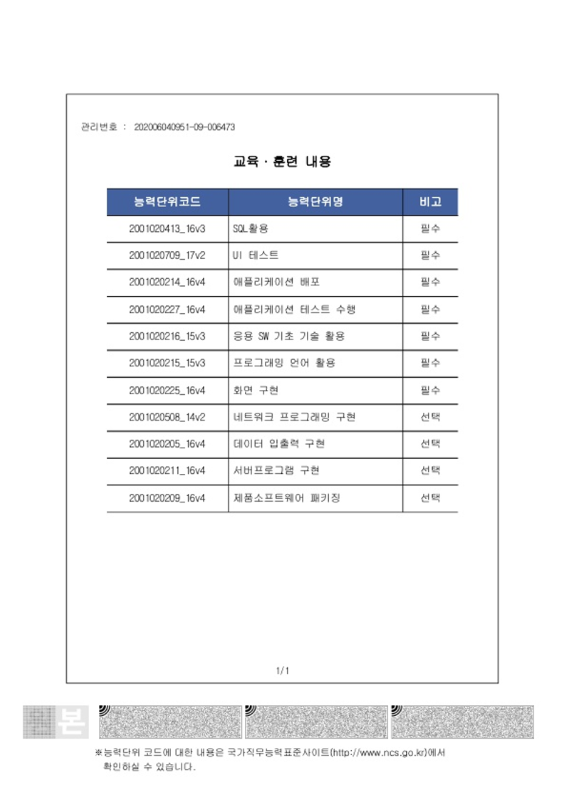 관리번호 : 202006040951-09-006473
교육·훈련 내용
능력단위코드 능력단위명 비고
2001020413_16v3 SQL활용 필수
2001020709_17v2 UI 테스트 필수
2001020214_16v4 애플리케이션 배포 필수
2001020227_16v4 애플리케이션 테스트 수행 필수
2001020216_15v3 응용 SW 기초 기술 활용 필수
2001020215_15v3 프로그래밍 언어 활용 필수
2001020225_16v4 화면 구현 필수
2001020508_14v2 네트워크 프로그래밍 구현 선택
2001020205_16v4 데이터 입출력 구현 선택
2001020211_16v4 서버프로그램 구현 선택
2001020209_16v4 제품소프트웨어 패키징 선택
1/1
본
※능력단위 코드에 대한 내용은 국가직무능력표준사이트(http://www.ncs.go.kr)에서
확인하실 수 있습니다.